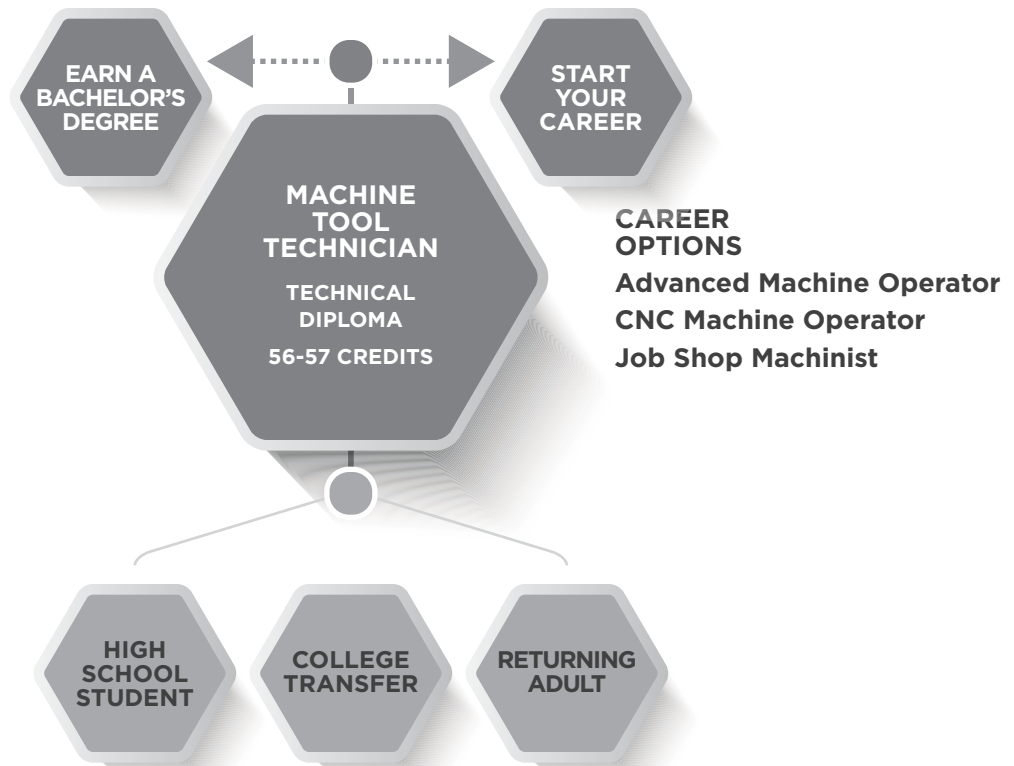 EARN A
BACHELOR’S
DEGREE
START
YOUR
CAREER
MACHINE
TOOL
TECHNICIAN
TECHNICAL
DIPLOMA
56-57 CREDITS
CAREER
OPTIONS
Advanced Machine Operator
CNC Machine Operator
Job Shop Machinist
HIGH
SCHOOL
STUDENT
COLLEGE
TRANSFER
RETURNING
ADULT